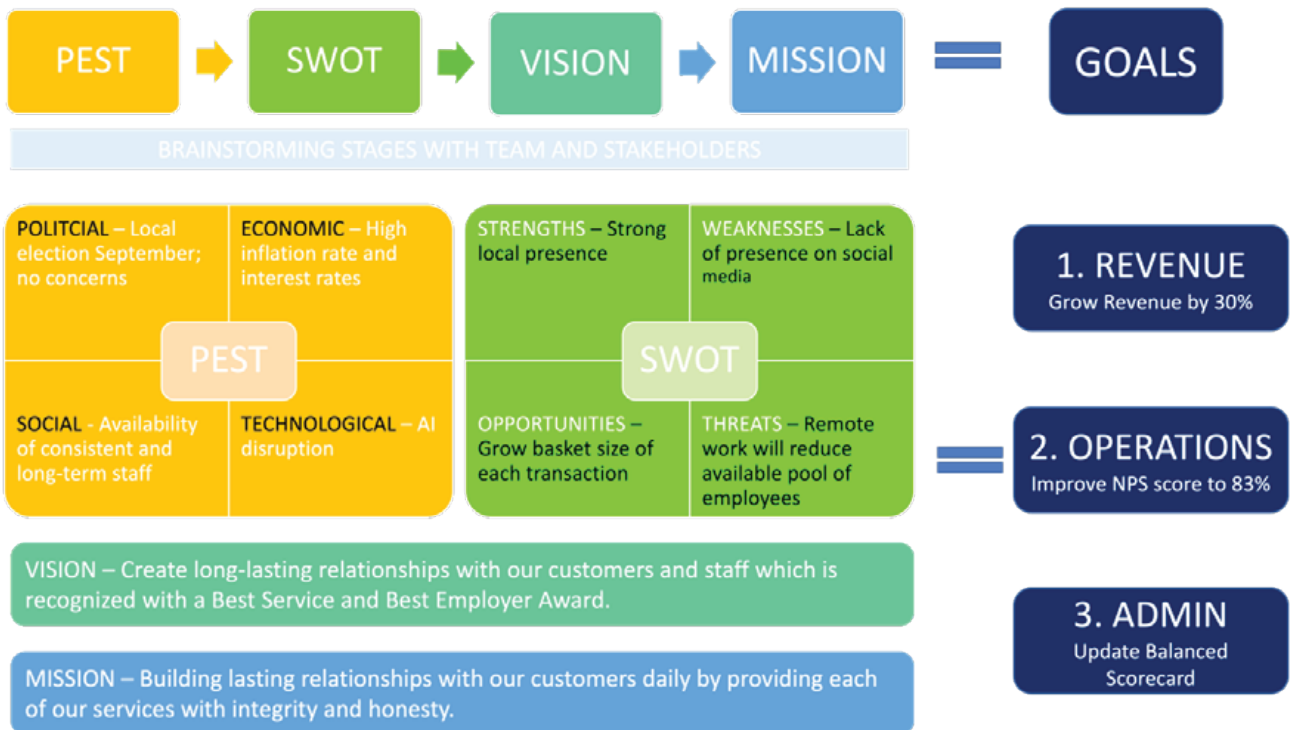 PEST
SWOT
VISION
MISSION
GOALS
BRAINSTORMING STAGES WITH TEAM AND STAKEHOLDERS
POLITCIAL – Local
election September;
no concerns
ECONOMIC – High
inflation rate and
interest rates
PEST
SOCIAL - Availability
of consistent and
long-term staff
TECHNOLOGICAL – AI
disruption
STRENGTHS – Strong
local presence
WEAKNESSES – Lack
of presence on social
media
SWOT
OPPORTUNITIES –
Grow basket size of
each transaction
THREATS – Remote
work will reduce
available pool of
employees
VISION – Create long-lasting relationships with our customers and staff which is
recognized with a Best Service and Best Employer Award.
MISSION – Building lasting relationships with our customers daily by providing each
of our services with integrity and honesty.
1. REVENUE
Grow Revenue by 30%
2. OPERATIONS
Improve NPS score to 83%
3. ADMIN
Update Balanced
Scorecard